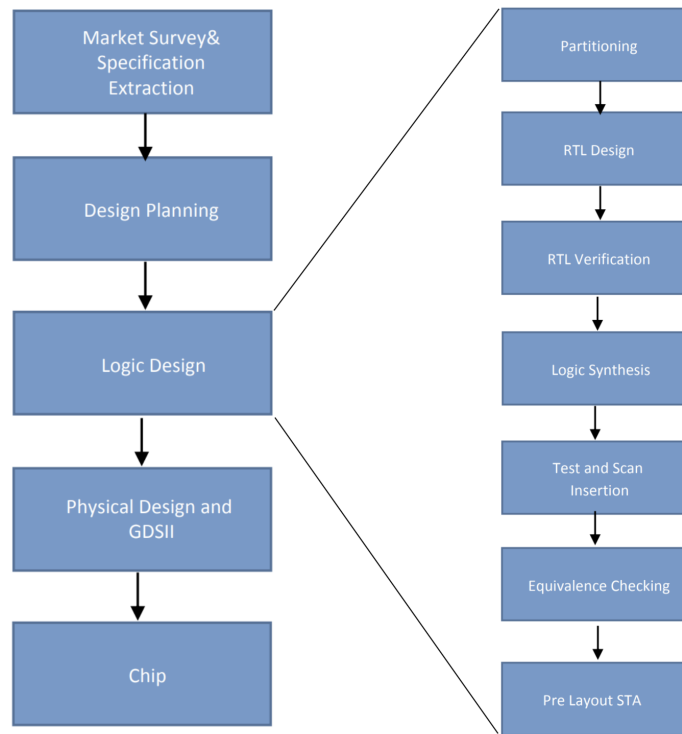 Market Survey&
Specification
Extraction
Design Planning
Logic Design
Physical Design and
GDSII
Chip
Partitioning
RTL Design
RTL Verification
Logic Synthesis
Test and Scan
Insertion
Equivalence Checking
Pre Layout STA